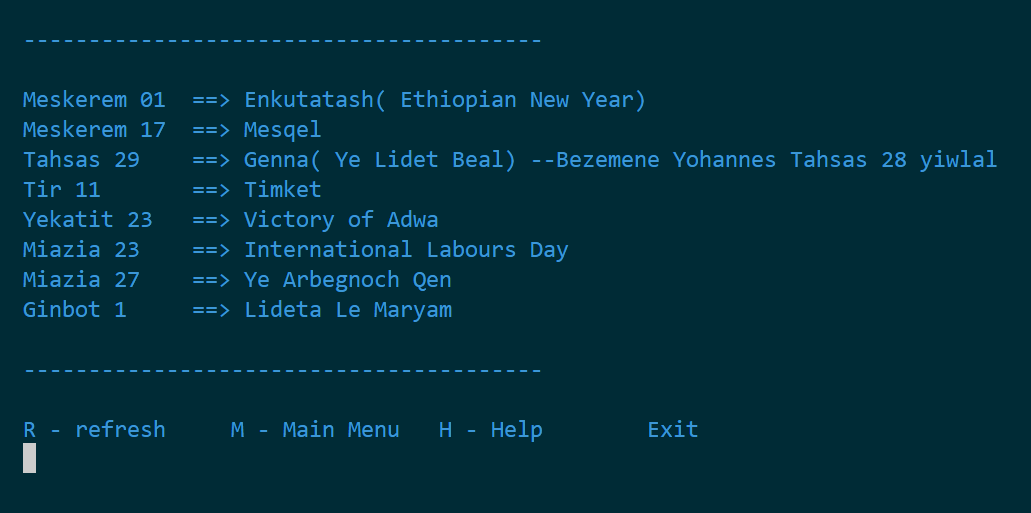 ----------------------------------------
Meskerem 01  ==> Enkutatash( Ethiopian New Year)
Meskerem 17  ==> Mesqel
Tahsas 29    ==> Genna( Ye Lidet Beal) --Bezemene Yohannes Tahsas 28 yiwlal
Tir 11       ==> Timket
Yekatit 23   ==> Victory of Adwa
Miazia 23    ==> International Labours Day
Miazia 27    ==> Ye Arbegnoch Qen
Ginbot 1     ==> Lideta Le Maryam
----------------------------------------
R - refresh     M - Main Menu   H - Help        Exit